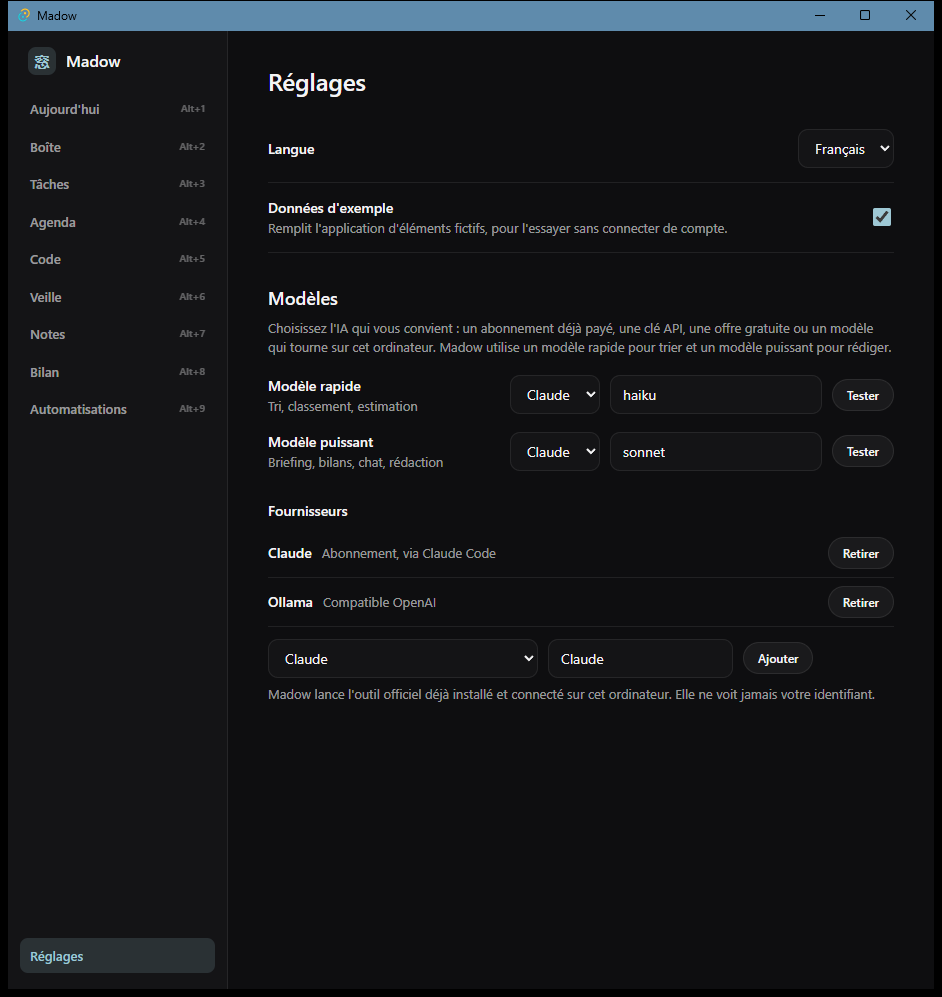 Madow
窓 Madow
Aujourd'hui Alt+1
Boîte Alt+2
Tâches Alt+3
Agenda Alt+4
Code Alt+5
Veille Alt+6
Notes Alt+7
Bilan Alt+8
Automatisations Alt+9
Réglages
Réglages
Langue Français
Données d'exemple
Remplit l'application d'éléments fictifs, pour l'essayer sans connecter de compte.
Modèles
Choisissez l'IA qui vous convient : un abonnement déjà payé, une clé API, une offre gratuite ou un modèle
qui tourne sur cet ordinateur. Madow utilise un modèle rapide pour trier et un modèle puissant pour rédiger.
Modèle rapide Claude haiku Tester
Tri, classement, estimation
Modèle puissant Claude sonnet Tester
Briefing, bilans, chat, rédaction
Fournisseurs
Claude Abonnement, via Claude Code Retirer
Ollama Compatible OpenAI Retirer
Claude Claude Ajouter
Madow lance l'outil officiel déjà installé et connecté sur cet ordinateur. Elle ne voit jamais votre identifiant.